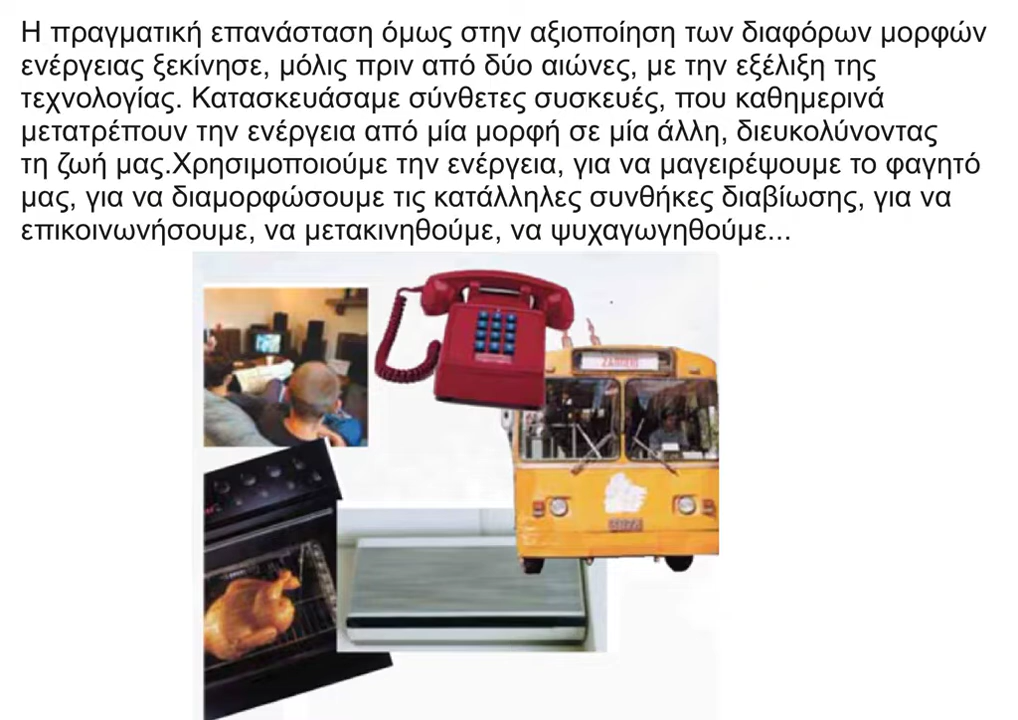 Η πραγματική επανάσταση όμως στην αξιοποίηση των διαφόρων μορφών
ενέργειας ξεκίνησε, μόλις πριν από δύο αιώνες, με την εξέλιξη της
τεχνολογίας. Κατασκευάσαμε σύνθετες συσκευές, που καθημερινά
μετατρέπουν την ενέργεια από μία μορφή σε μία άλλη, διευκολύνοντας
τη ζωή μας.Χρησιμοποιούμε την ενέργεια, για να μαγειρέψουμε το φαγητό
μας, για να διαμορφώσουμε τις κατάλληλες συνθήκες διαβίωσης, για να
επικοινωνήσουμε, να μετακινηθούμε, να ψυχαγωγηθούμε...